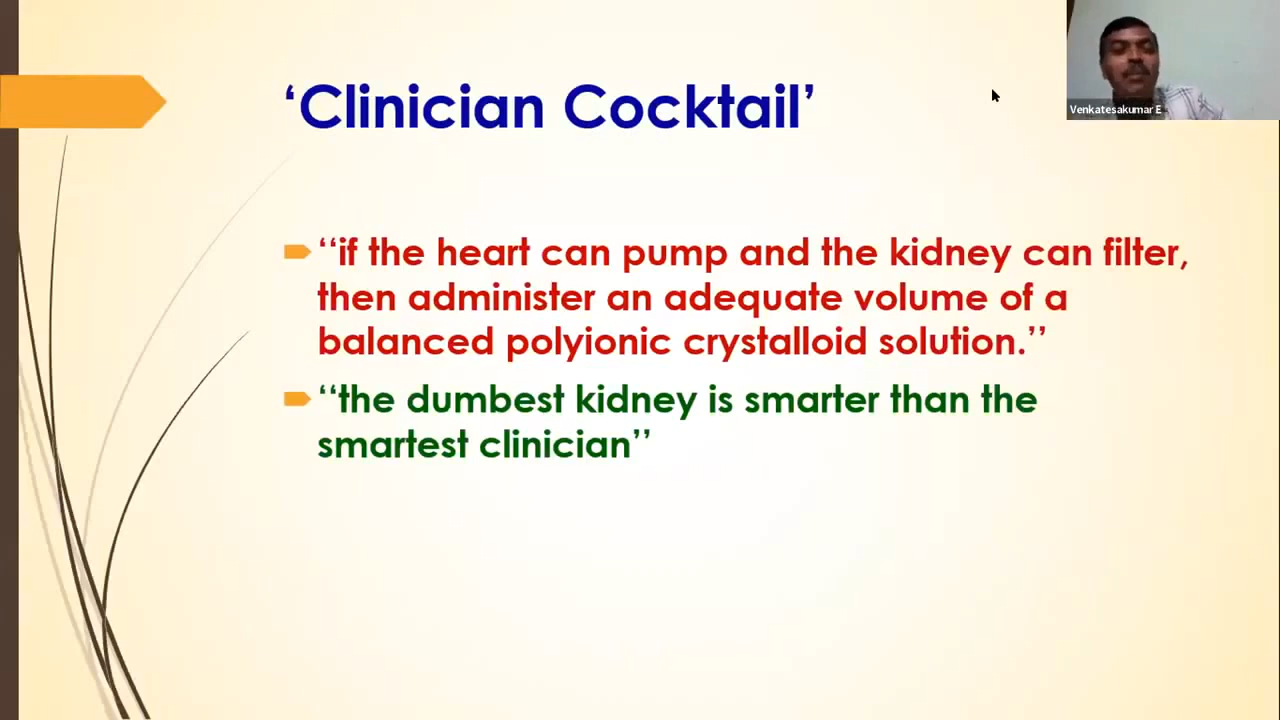 ‘Clinician Cocktail’
Venkatesakumar E
‘‘if the heart can pump and the kidney can filter,
then administer an adequate volume of a
balanced polyionic crystalloid solution.’’
‘‘the dumbest kidney is smarter than the
smartest clinician’’